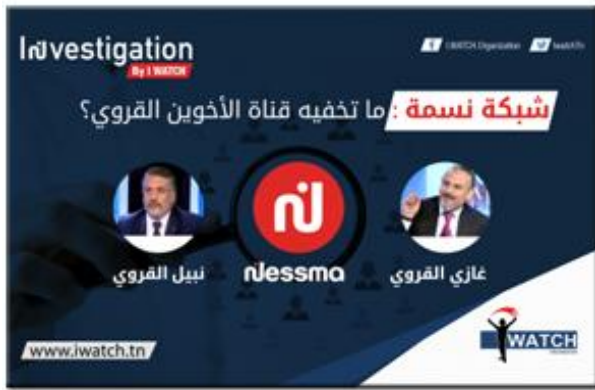 Investigation
By I WATCH
I WATCH Organization
IwatchTn
شبكة نسمة : ما تخفيه قناة الأخوين القروي؟
Nessma
نبيل القروي
غازي القروي
www.iwatch.tn
I WATCH